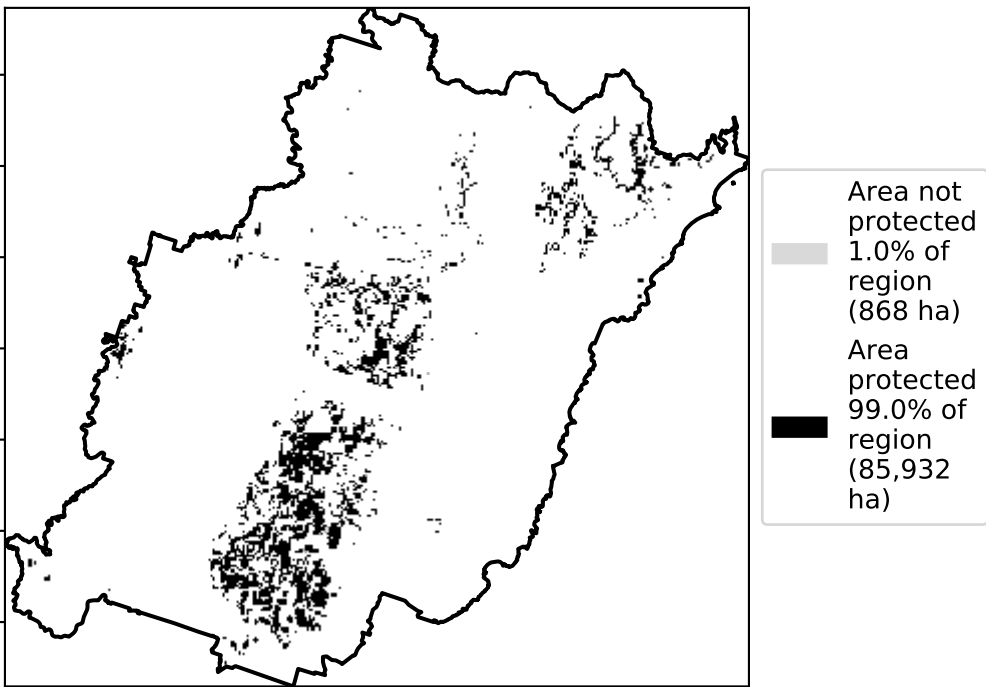 Area not
protected
1.0% of
region
(868 ha)
Area
protected
99.0% of
region
(85,932
ha)